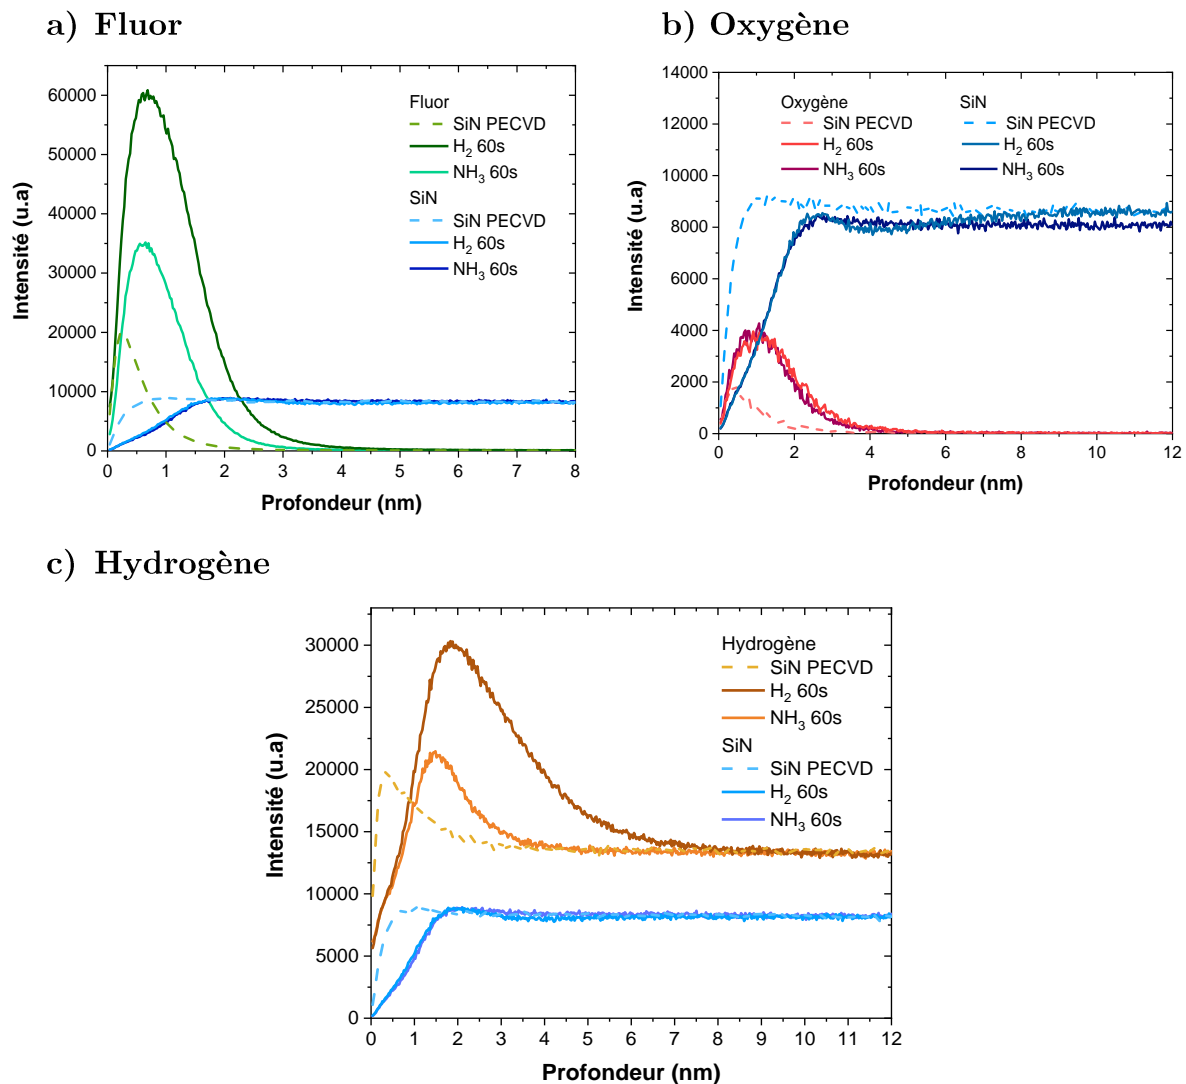 a) Fluor
60000
50000
40000
30000
20000
10000
0
0 1 2 3 4 5 6 7 8
Intensité (u.a)
Profondeur (nm)
Fluor
SiN PECVD
H₂ 60s
NH₃ 60s
SiN
SiN PECVD
H₂ 60s
NH₃ 60s
b) Oxygène
14000
12000
10000
8000
6000
4000
2000
0
0 2 4 6 8 10 12
Intensité (u.a)
Profondeur (nm)
Oxygène SiN
SiN PECVD SiN PECVD
H₂ 60s H₂ 60s
NH₃ 60s NH₃ 60s
c) Hydrogène
30000
25000
20000
15000
10000
5000
0
0 1 2 3 4 5 6 7 8 9 10 11 12
Intensité (u.a)
Profondeur (nm)
Hydrogène
SiN PECVD
H₂ 60s
NH₃ 60s
SiN
SiN PECVD
H₂ 60s
NH₃ 60s